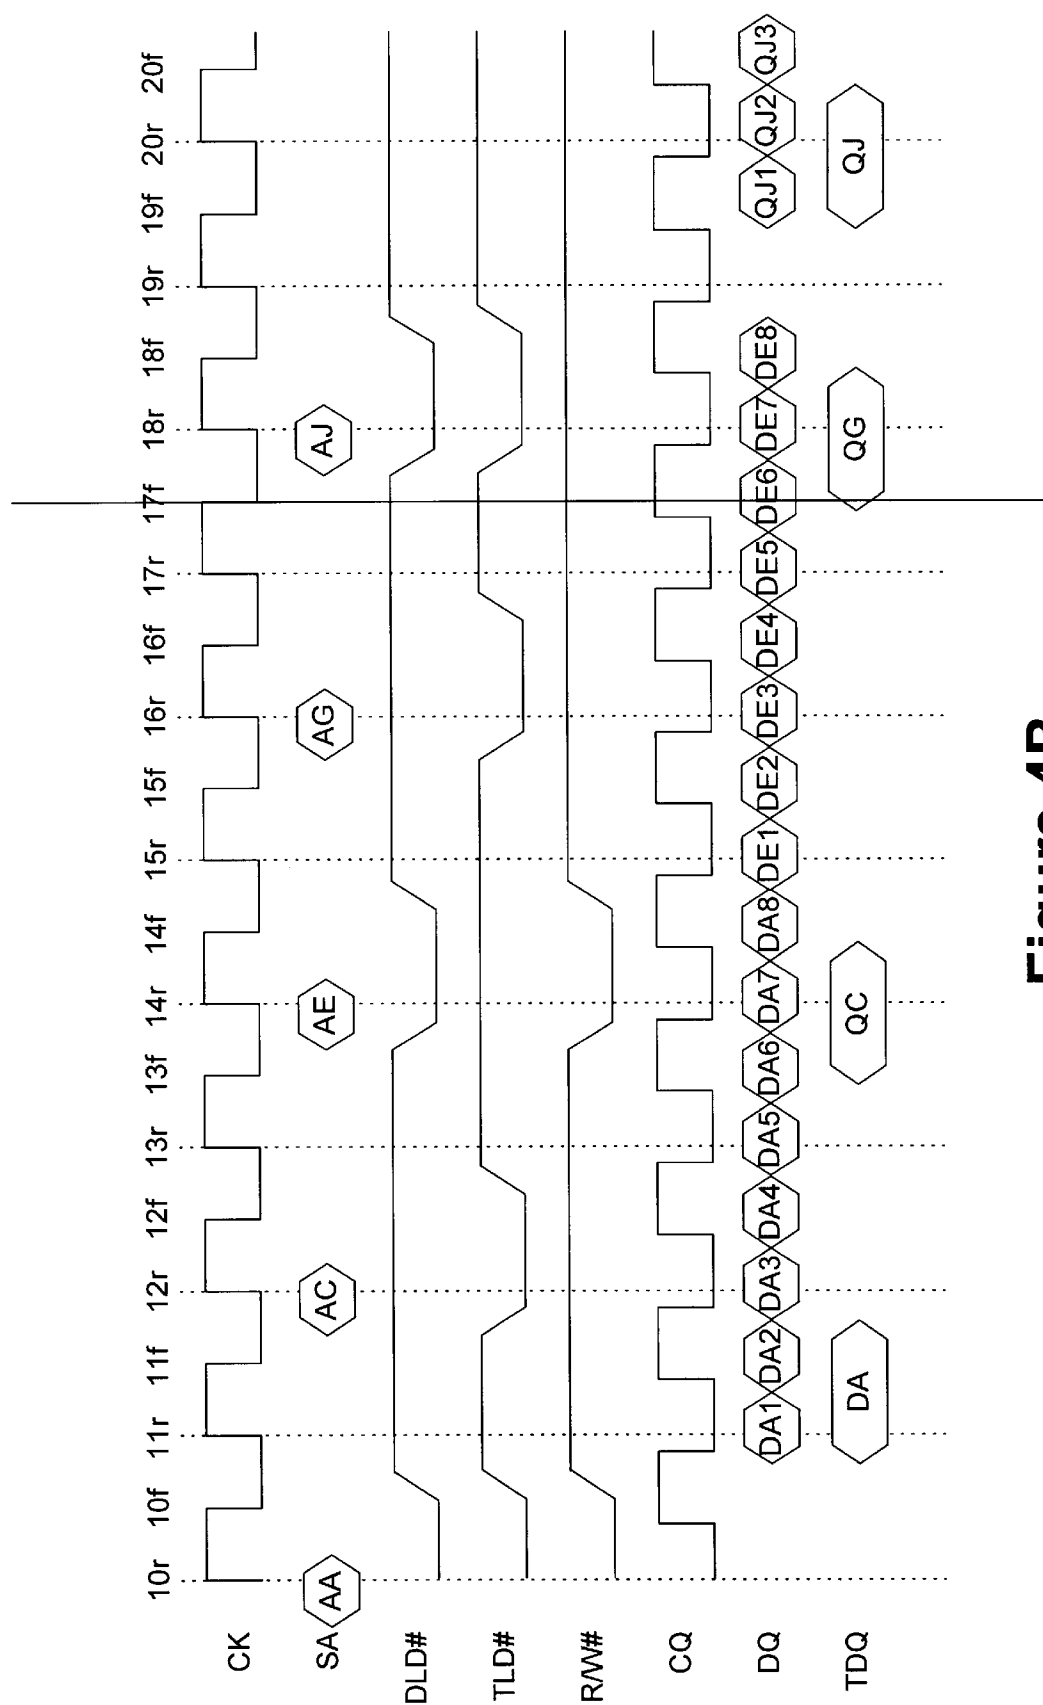 10r 10f 11r 11f 12r 12f 13r 13f 14r 14f 15r 15f 16r 16f 17r 17f 18r 18f 19r 19f 20r 20f
CK
SA AA AC AE AG AJ
DLD#
TLD#
R/W#
CQ
DQ DA1 DA2 DA3 DA4 DA5 DA6 DA7 DA8 DE1 DE2 DE3 DE4 DE5 DE6 DE7 DE8 QJ1 QJ2 QJ3
TDQ DA QC QG QJ
Figure